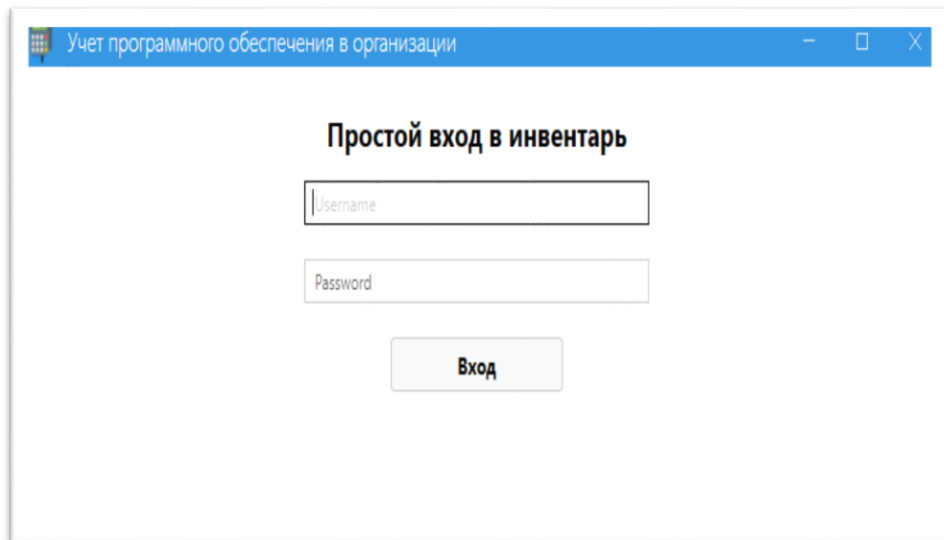 Учет программного обеспечения в организации
Простой вход в инвентарь
Username
Password
Вход